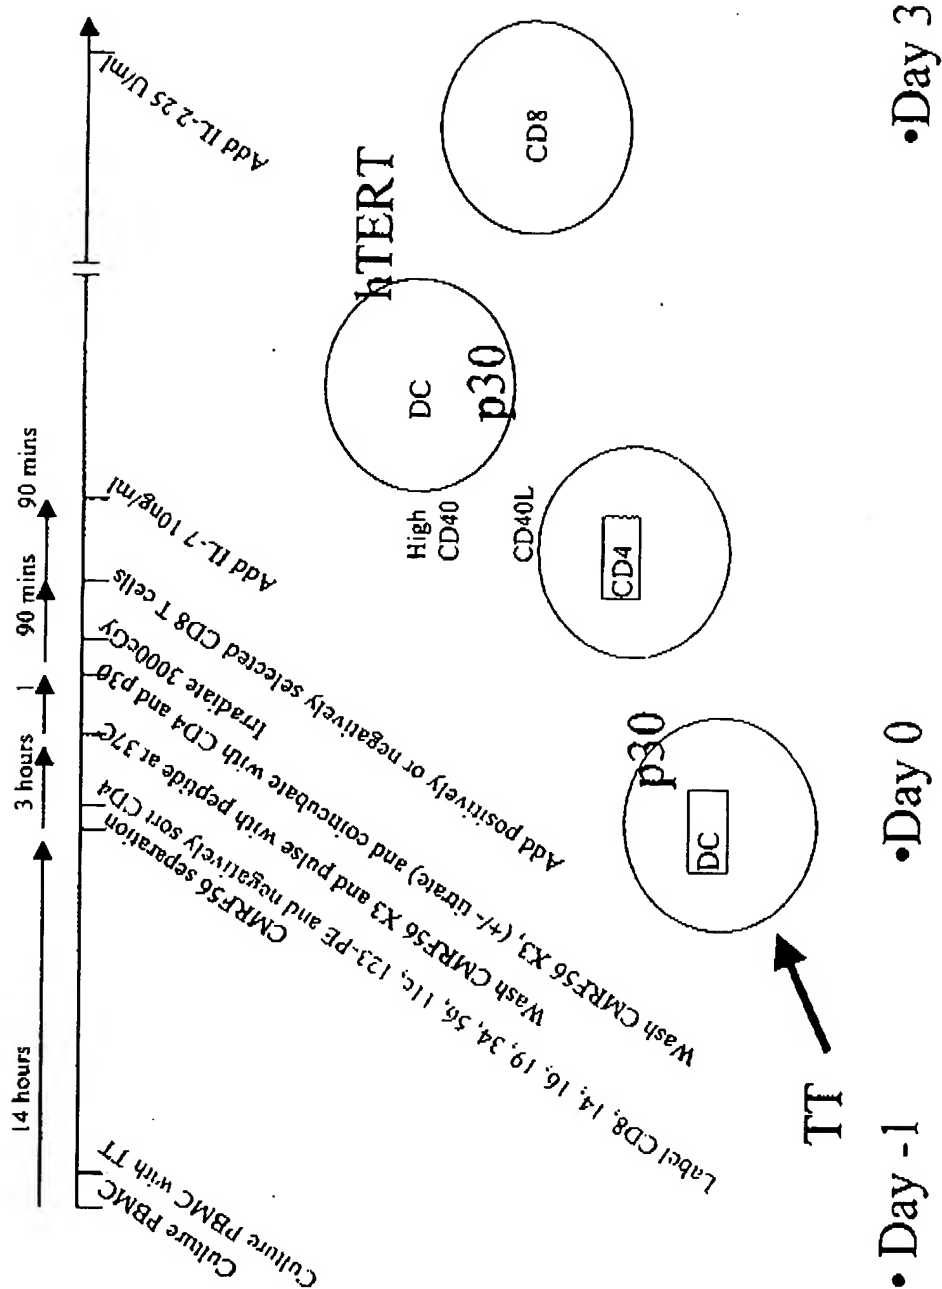 14 hours
3 hours
1
90 mins
90 mins
Culture PBMC
Culture PBMC with TT
CMRF56 separation
Label CD8, 14, 16, 19, 34, 56, 11c, 123-PE and negatively sort CD4
Wash CMRF56 X3 and pulse with peptide at 37C
Wash CMRF56 X3, (+/- titrate) and coincubate with CD4 and p30
Irradiate 3000cGy
Add positively or negatively selected CD8 T cells
Add IL-7 10ng/ml
Add IL-2 25 U/ml
TT
DC
p30
CD4
CD40L
High
CD40
DC
p30
hTERT
CD8
• Day -1
•Day 0
•Day 3